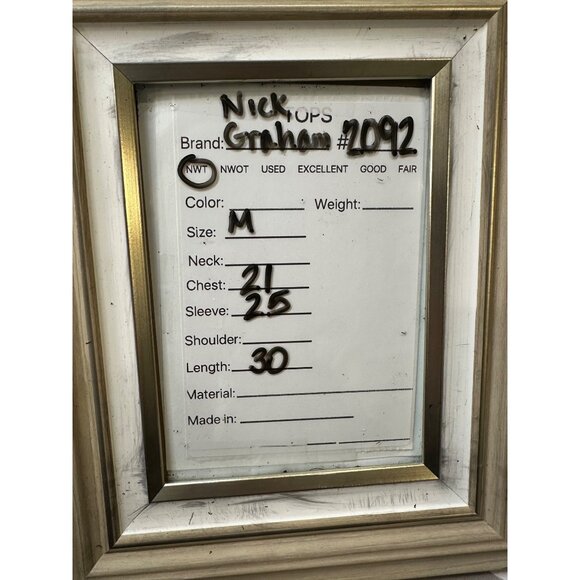 TOPS
Brand: Nick Graham #2092
NWT NWOT USED EXCELLENT GOOD FAIR
Color: Weight:
Size: M
Neck:
Chest: 21
Sleeve: 25
Shoulder:
Length: 30
Material:
Made in: